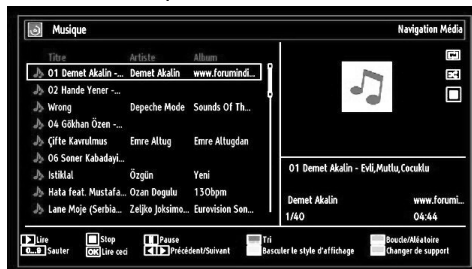 Musique Navigation Média
Titre Artiste Album
01 Demet Akalin -... Demet Akalin www.forumindi...
02 Hande Yener -...
Wrong Depeche Mode Sounds Of Th...
04 Gökhan Özen -...
Çifte Kavrulmus Emre Altug Emre Altugdan
06 Soner Kabadayi...
Istiklal Özgün Yeni
Hata feat. Mustafa... Ozan Dogulu 130bpm
Lane Moje (Serbia... Zeljko Joksimo... Eurovision Son...
01 Demet Akalin - Evli,Mutlu,Cocuklu
Demet Akalin www.forumi...
1/40 04:44
Lire Stop Pause Tri Boucle/Aléatoire
0...9 Sauter OK Lire ceci Précédent/Suivant Basculer le style d'affichage Changer de support